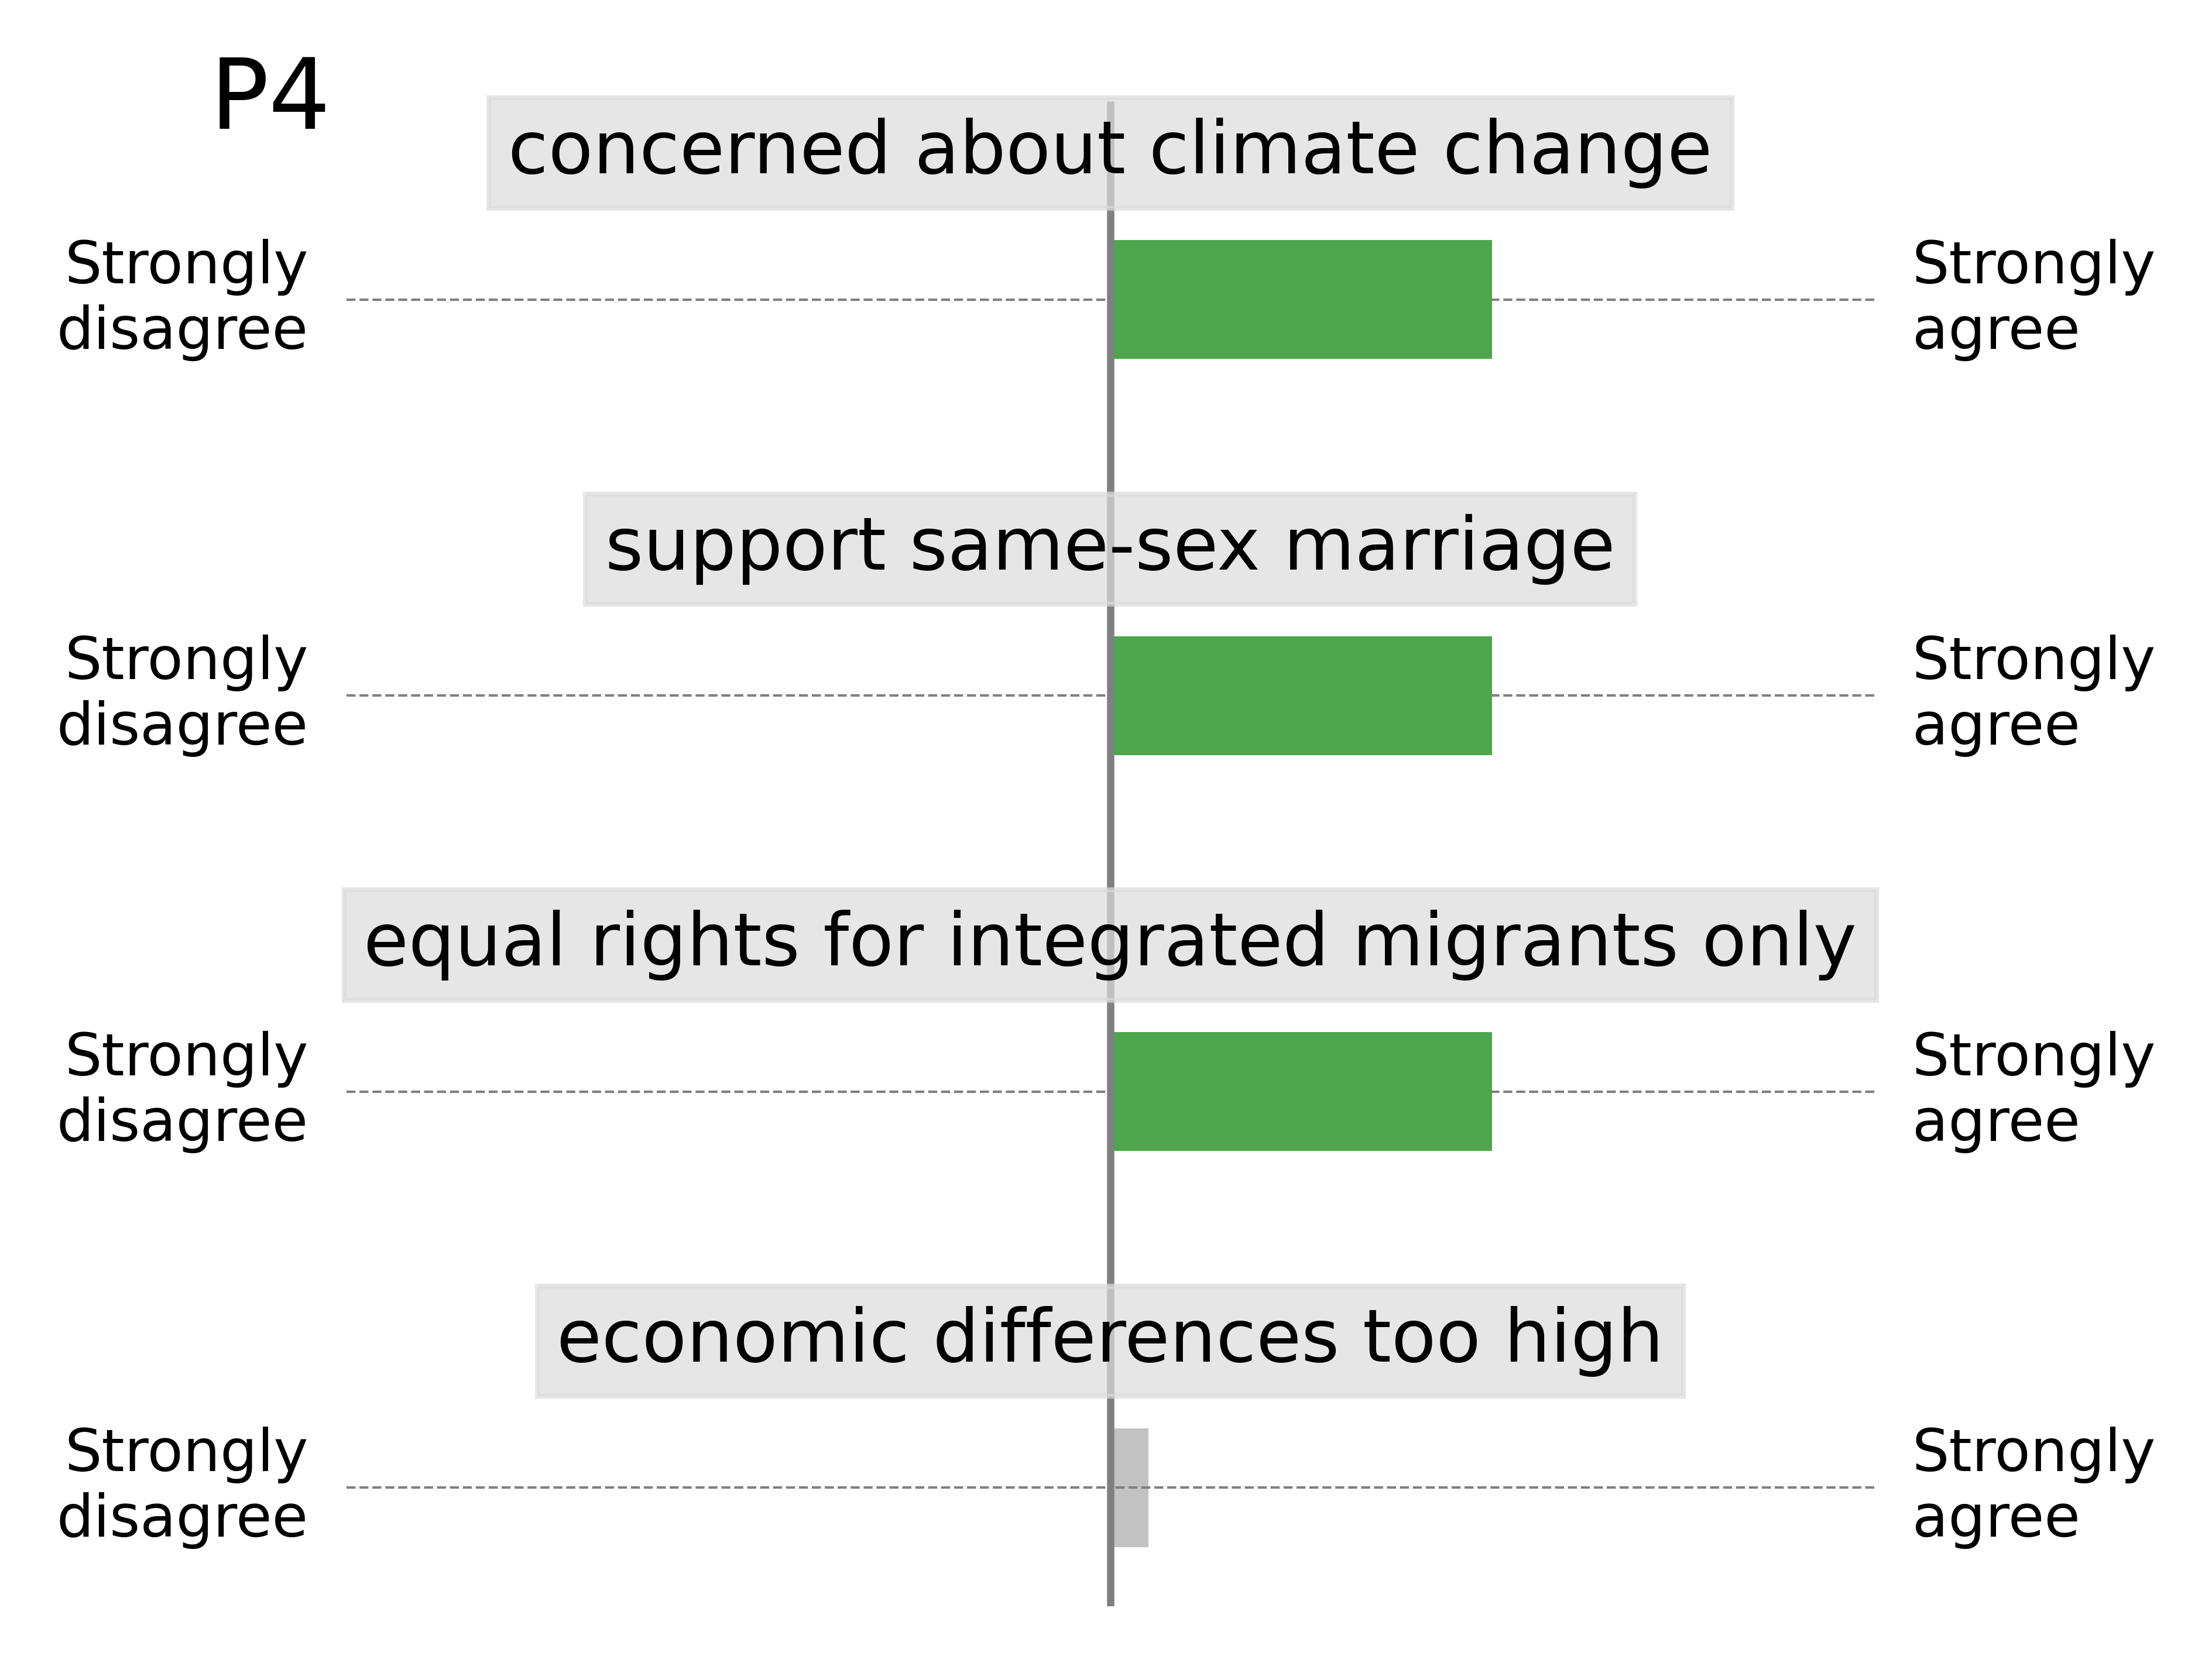 P4
concerned about climate change
Strongly
disagree
Strongly
agree
support same-sex marriage
Strongly
disagree
Strongly
agree
equal rights for integrated migrants only
Strongly
disagree
Strongly
agree
economic differences too high
Strongly
disagree
Strongly
agree